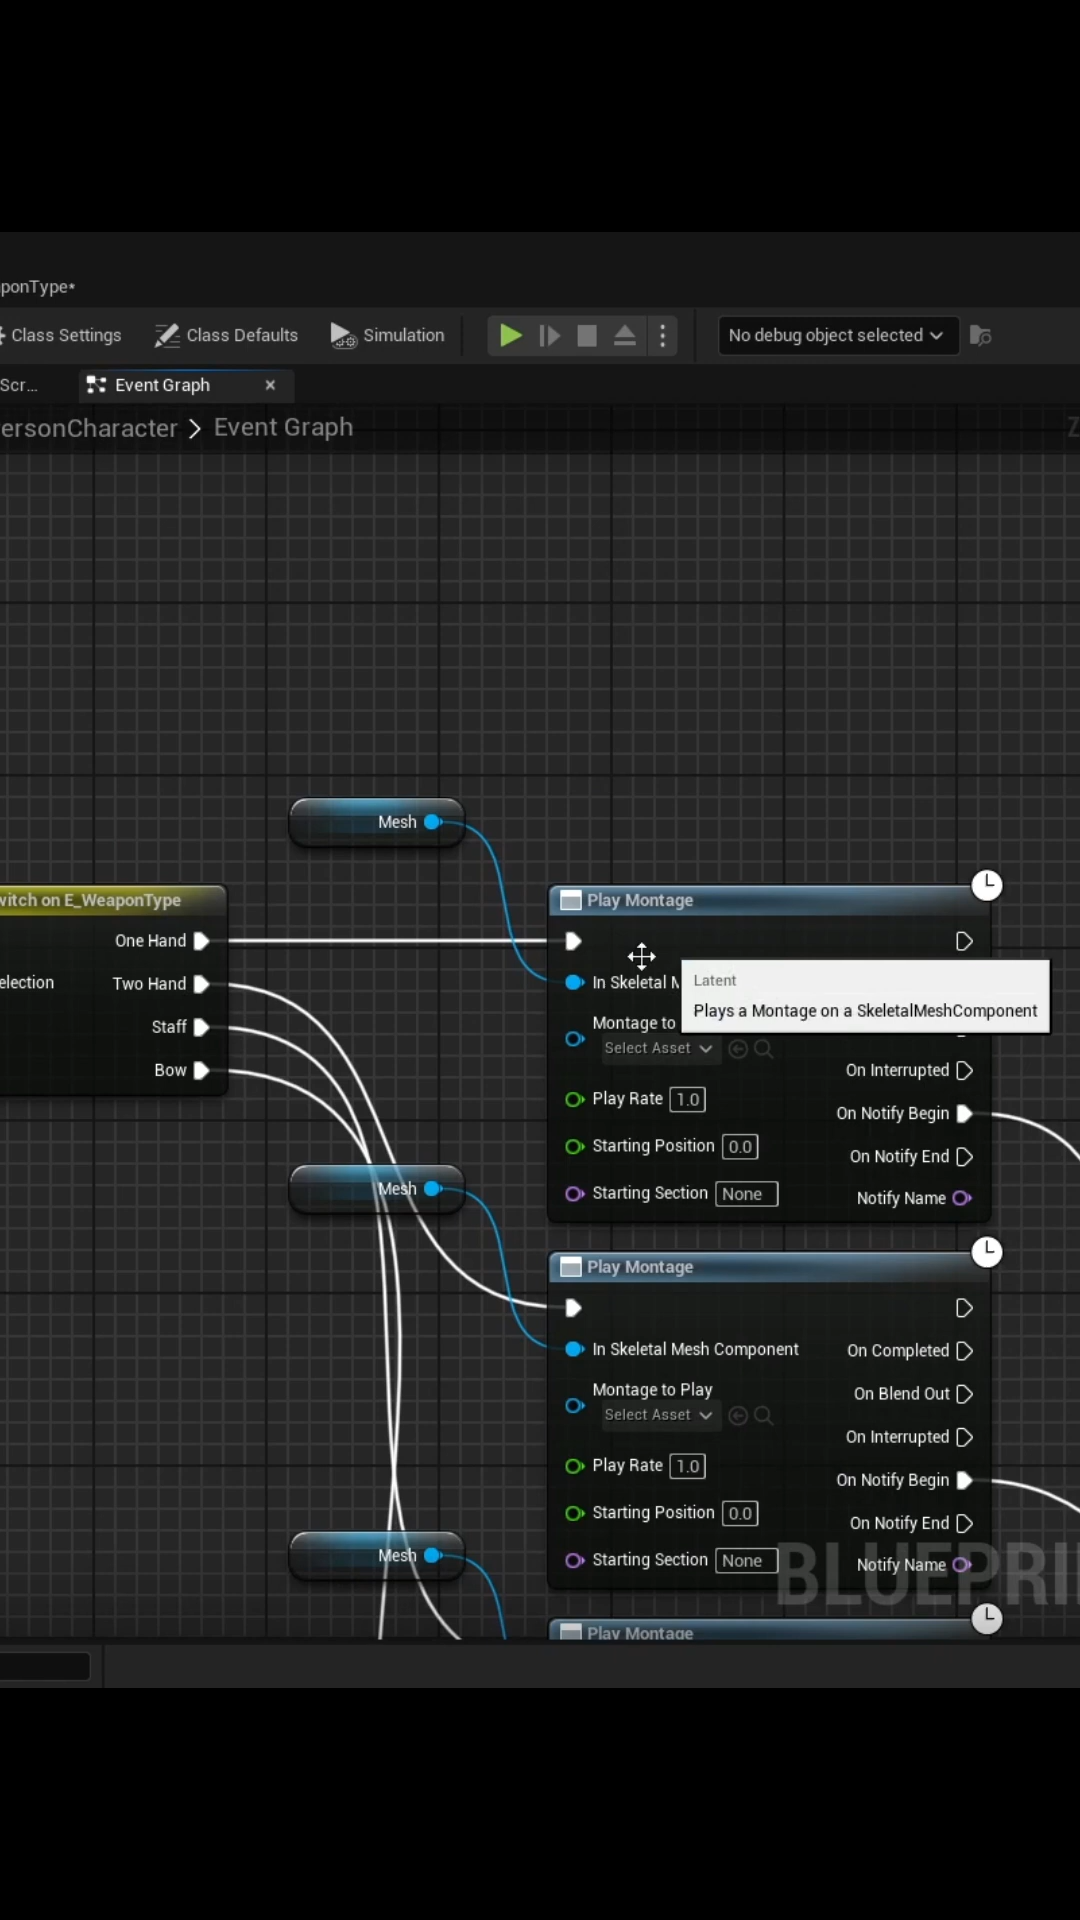 ponType*
Class Settings
Class Defaults
Simulation
No debug object selected
Scr...
Event Graph
ersonCharacter > Event Graph
Z
Mesh
witch on E_WeaponType
One Hand
election
Two Hand
Staff
Bow
Play Montage
In Skeletal M
Latent
Plays a Montage on a SkeletalMeshComponent
Montage to
Select Asset
On Interrupted
Play Rate 1.0
On Notify Begin
Starting Position 0.0
On Notify End
Starting Section None
Notify Name
Mesh
Play Montage
In Skeletal Mesh Component
On Completed
Montage to Play
Select Asset
On Blend Out
On Interrupted
Play Rate 1.0
On Notify Begin
Starting Position 0.0
On Notify End
Starting Section None
Notify Name
BLUEPRI
Mesh
Play Montage